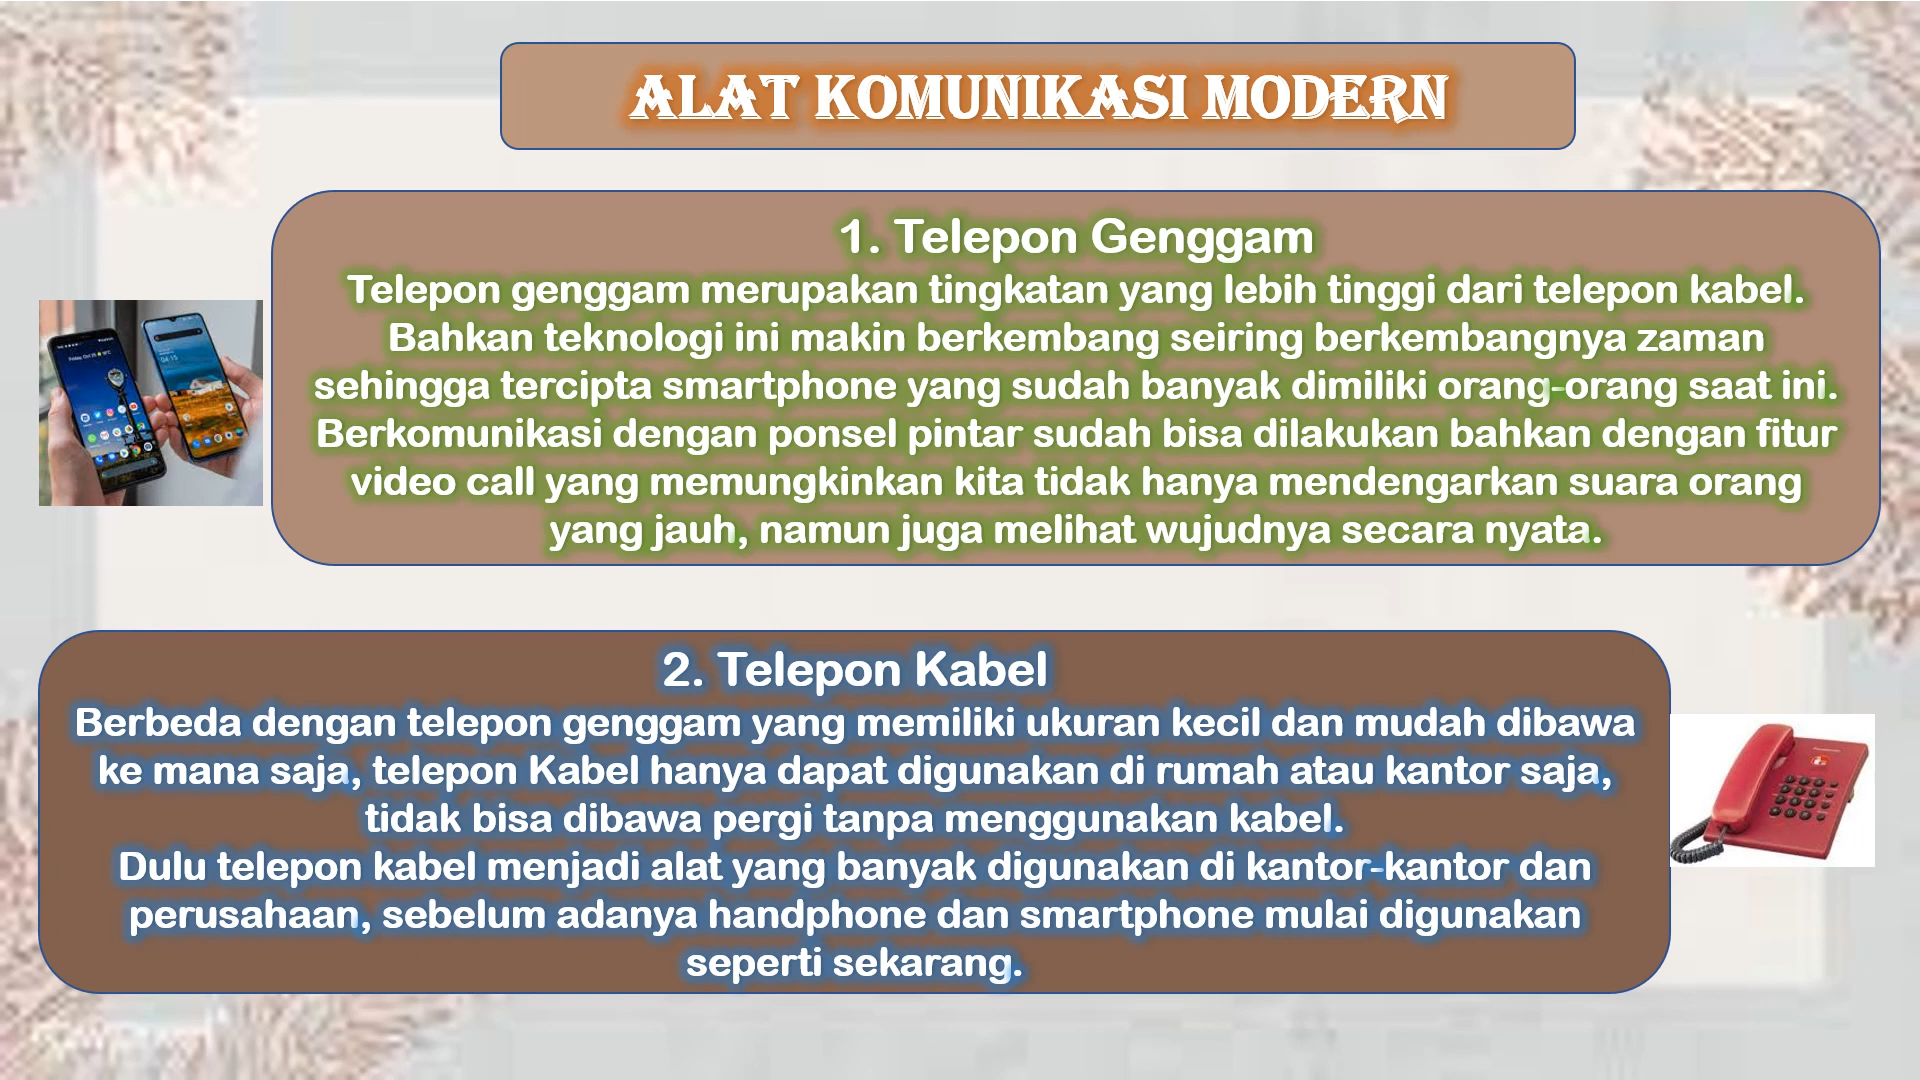 ALAT KOMUNIKASI MODERN
1. Telepon Genggam
Telepon genggam merupakan tingkatan yang lebih tinggi dari telepon kabel.
Bahkan teknologi ini makin berkembang seiring berkembangnya zaman
sehingga tercipta smartphone yang sudah banyak dimiliki orang-orang saat ini.
Berkomunikasi dengan ponsel pintar sudah bisa dilakukan bahkan dengan fitur
video call yang memungkinkan kita tidak hanya mendengarkan suara orang
yang jauh, namun juga melihat wujudnya secara nyata.
2. Telepon Kabel
Berbeda dengan telepon genggam yang memiliki ukuran kecil dan mudah dibawa
ke mana saja, telepon Kabel hanya dapat digunakan di rumah atau kantor saja,
tidak bisa dibawa pergi tanpa menggunakan kabel.
Dulu telepon kabel menjadi alat yang banyak digunakan di kantor-kantor dan
perusahaan, sebelum adanya handphone dan smartphone mulai digunakan
seperti sekarang.